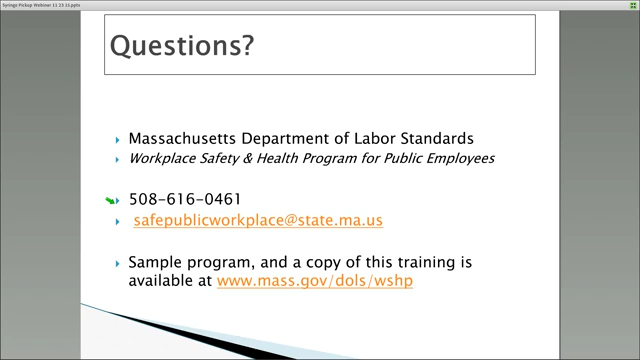 Syringe Pickup Webinar 11 23 15.pptx
Questions?
Massachusetts Department of Labor Standards
Workplace Safety & Health Program for Public Employees
508-616-0461
safepublicworkplace@state.ma.us
Sample program, and a copy of this training is
available at www.mass.gov/dols/wshp